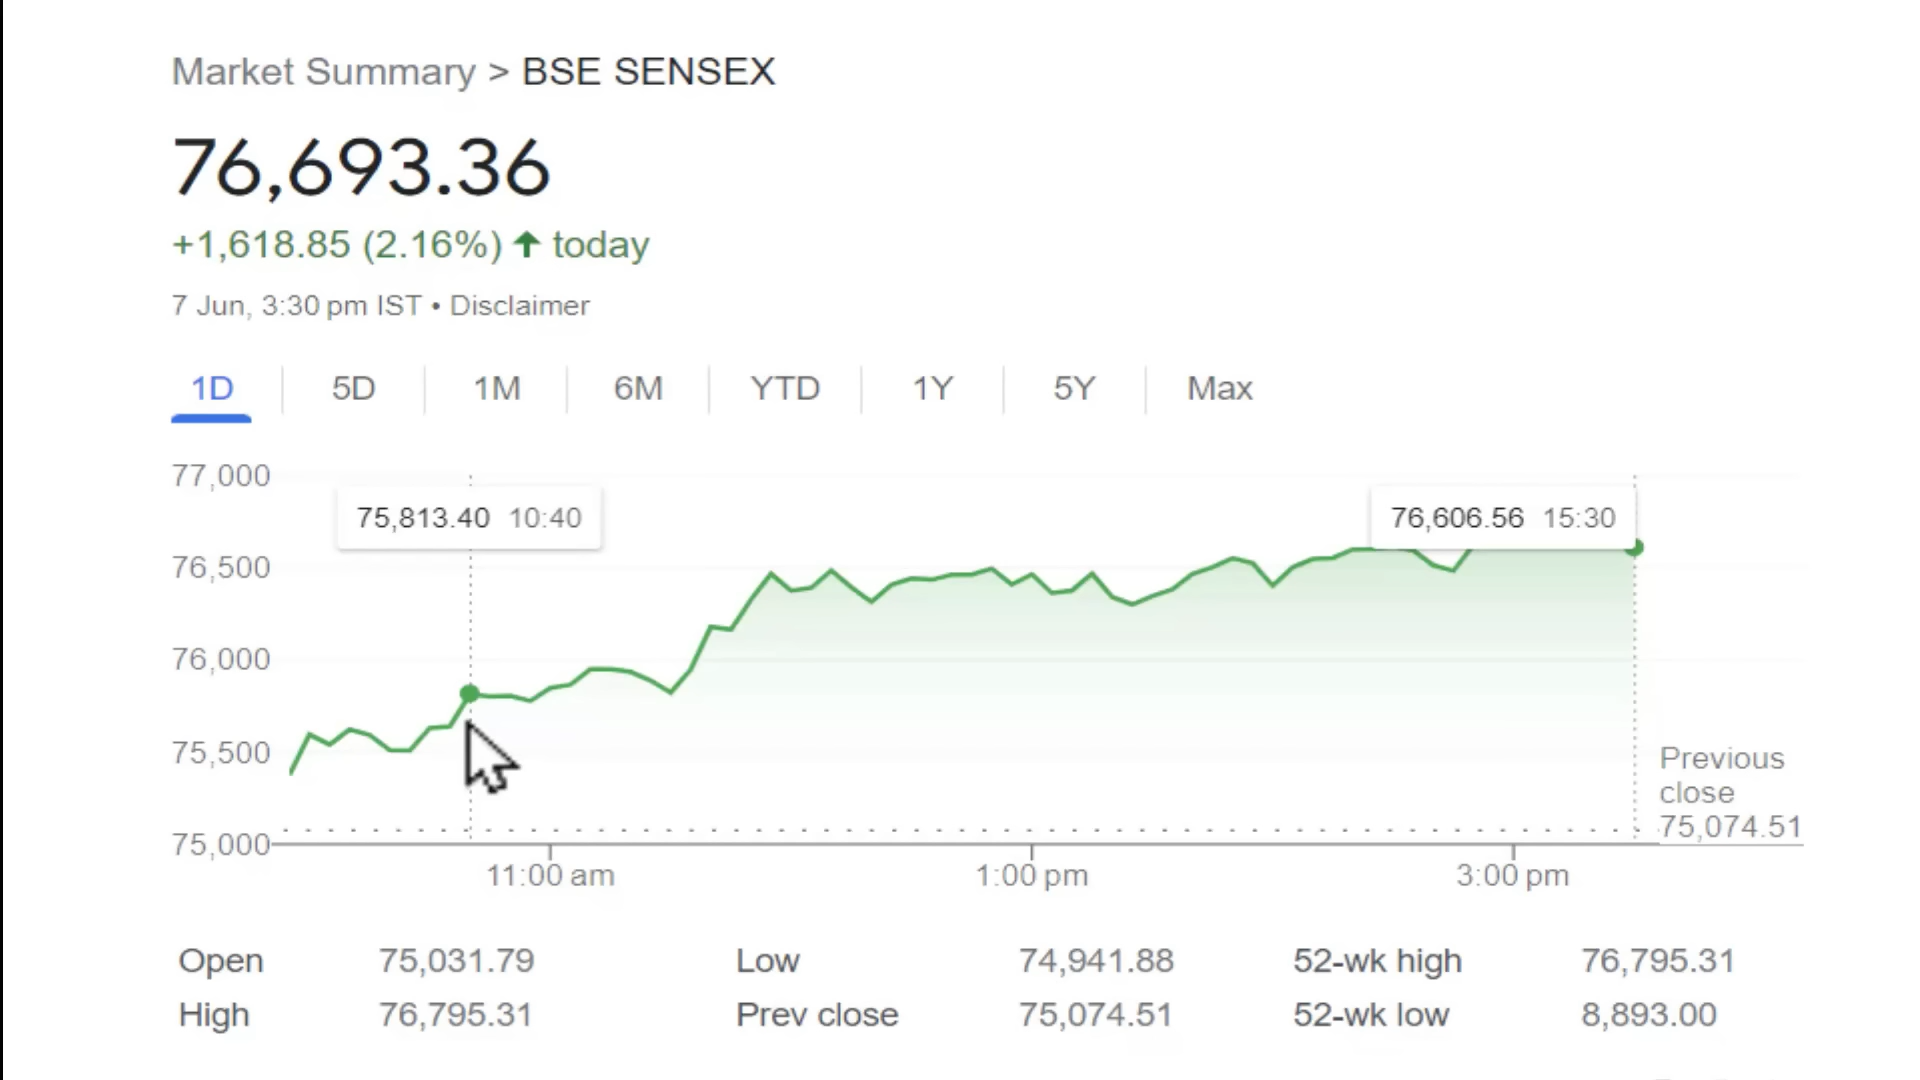 Market Summary > BSE SENSEX
76,693.36
+1,618.85 (2.16%) ↑ today
7 Jun, 3:30 pm IST • Disclaimer
1D 5D 1M 6M YTD 1Y 5Y Max
77,000
75,813.40 10:40 76,606.56 15:30
76,500
76,000
75,500
Previous
close
75,074.51
75,000
11:00 am 1:00 pm 3:00 pm
Open 75,031.79 Low 74,941.88 52-wk high 76,795.31
High 76,795.31 Prev close 75,074.51 52-wk low 8,893.00